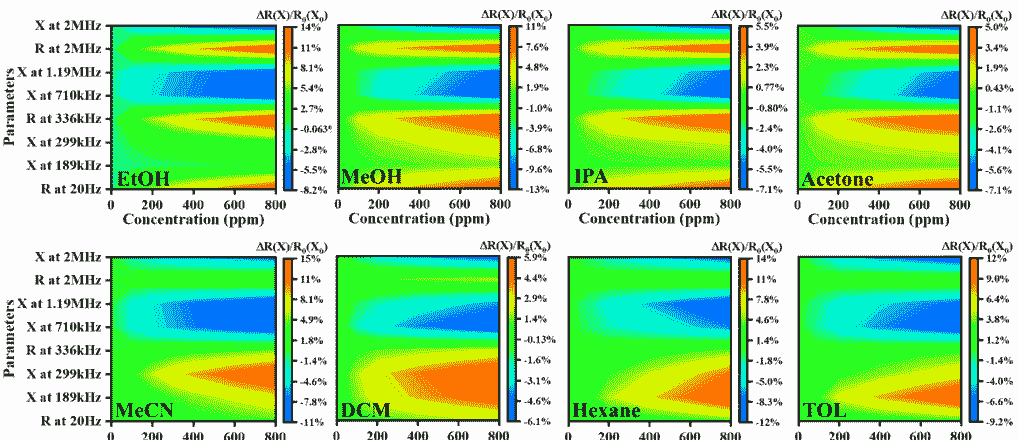 ΔR(X)/R₀(X₀) ΔR(X)/R₀(X₀) ΔR(X)/R₀(X₀) ΔR(X)/R₀(X₀)
Parameters
X at 2MHz
R at 2MHz
X at 1.19MHz
X at 710kHz
R at 336kHz
X at 299kHz
X at 189kHz
R at 20Hz
EtOH
0 200 400 600 800
Concentration (ppm)
14%
11%
8.1%
5.4%
2.7%
-0.063%
-2.8%
-5.5%
-8.2%
MeOH
0 200 400 600 800
Concentration (ppm)
11%
7.6%
4.8%
1.9%
-1.0%
-3.9%
-6.8%
-9.6%
-13%
IPA
0 200 400 600 800
Concentration (ppm)
5.5%
3.9%
2.3%
0.77%
-0.80%
-2.4%
-4.0%
-5.5%
-7.1%
Acetone
0 200 400 600 800
Concentration (ppm)
5.0%
3.4%
1.9%
0.43%
-1.1%
-2.6%
-4.1%
-5.6%
-7.1%
ΔR(X)/R₀(X₀) ΔR(X)/R₀(X₀) ΔR(X)/R₀(X₀) ΔR(X)/R₀(X₀)
Parameters
X at 2MHz
R at 2MHz
X at 1.19MHz
X at 710kHz
R at 336kHz
X at 299kHz
X at 189kHz
R at 20Hz
MeCN
0 200 400 600 800
15%
11%
8.1%
4.9%
1.8%
-1.4%
-4.6%
-7.8%
-11%
DCM
0 200 400 600 800
5.9%
4.4%
2.9%
1.4%
-0.13%
-1.6%
-3.1%
-4.6%
-6.1%
Hexane
0 200 400 600 800
14%
11%
7.8%
4.6%
1.4%
-1.8%
-5.0%
-8.3%
-12%
TOL
0 200 400 600 800
12%
9.0%
6.4%
3.8%
1.2%
-1.4%
-4.0%
-6.6%
-9.2%